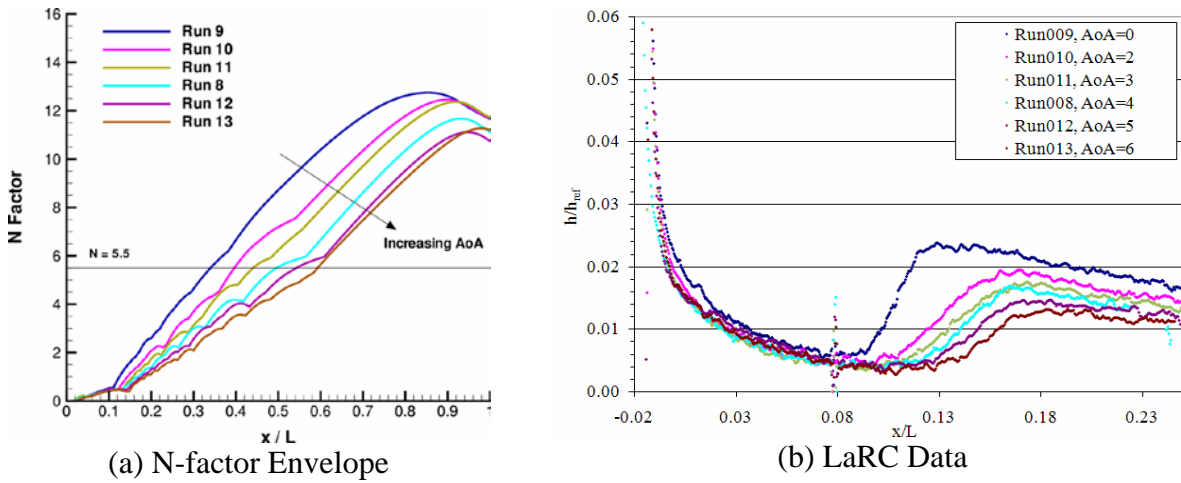 16
14
12
10
8
6
4
2
0
N Factor
Run 9
Run 10
Run 11
Run 8
Run 12
Run 13
Increasing AoA
N = 5.5
0 0.1 0.2 0.3 0.4 0.5 0.6 0.7 0.8 0.9 1
x / L
(a) N-factor Envelope
0.06
0.05
0.04
0.03
0.02
0.01
0.00
h/href
Run009, AoA=0
Run010, AoA=2
Run011, AoA=3
Run008, AoA=4
Run012, AoA=5
Run013, AoA=6
-0.02 0.03 0.08 0.13 0.18 0.23
x/L
(b) LaRC Data